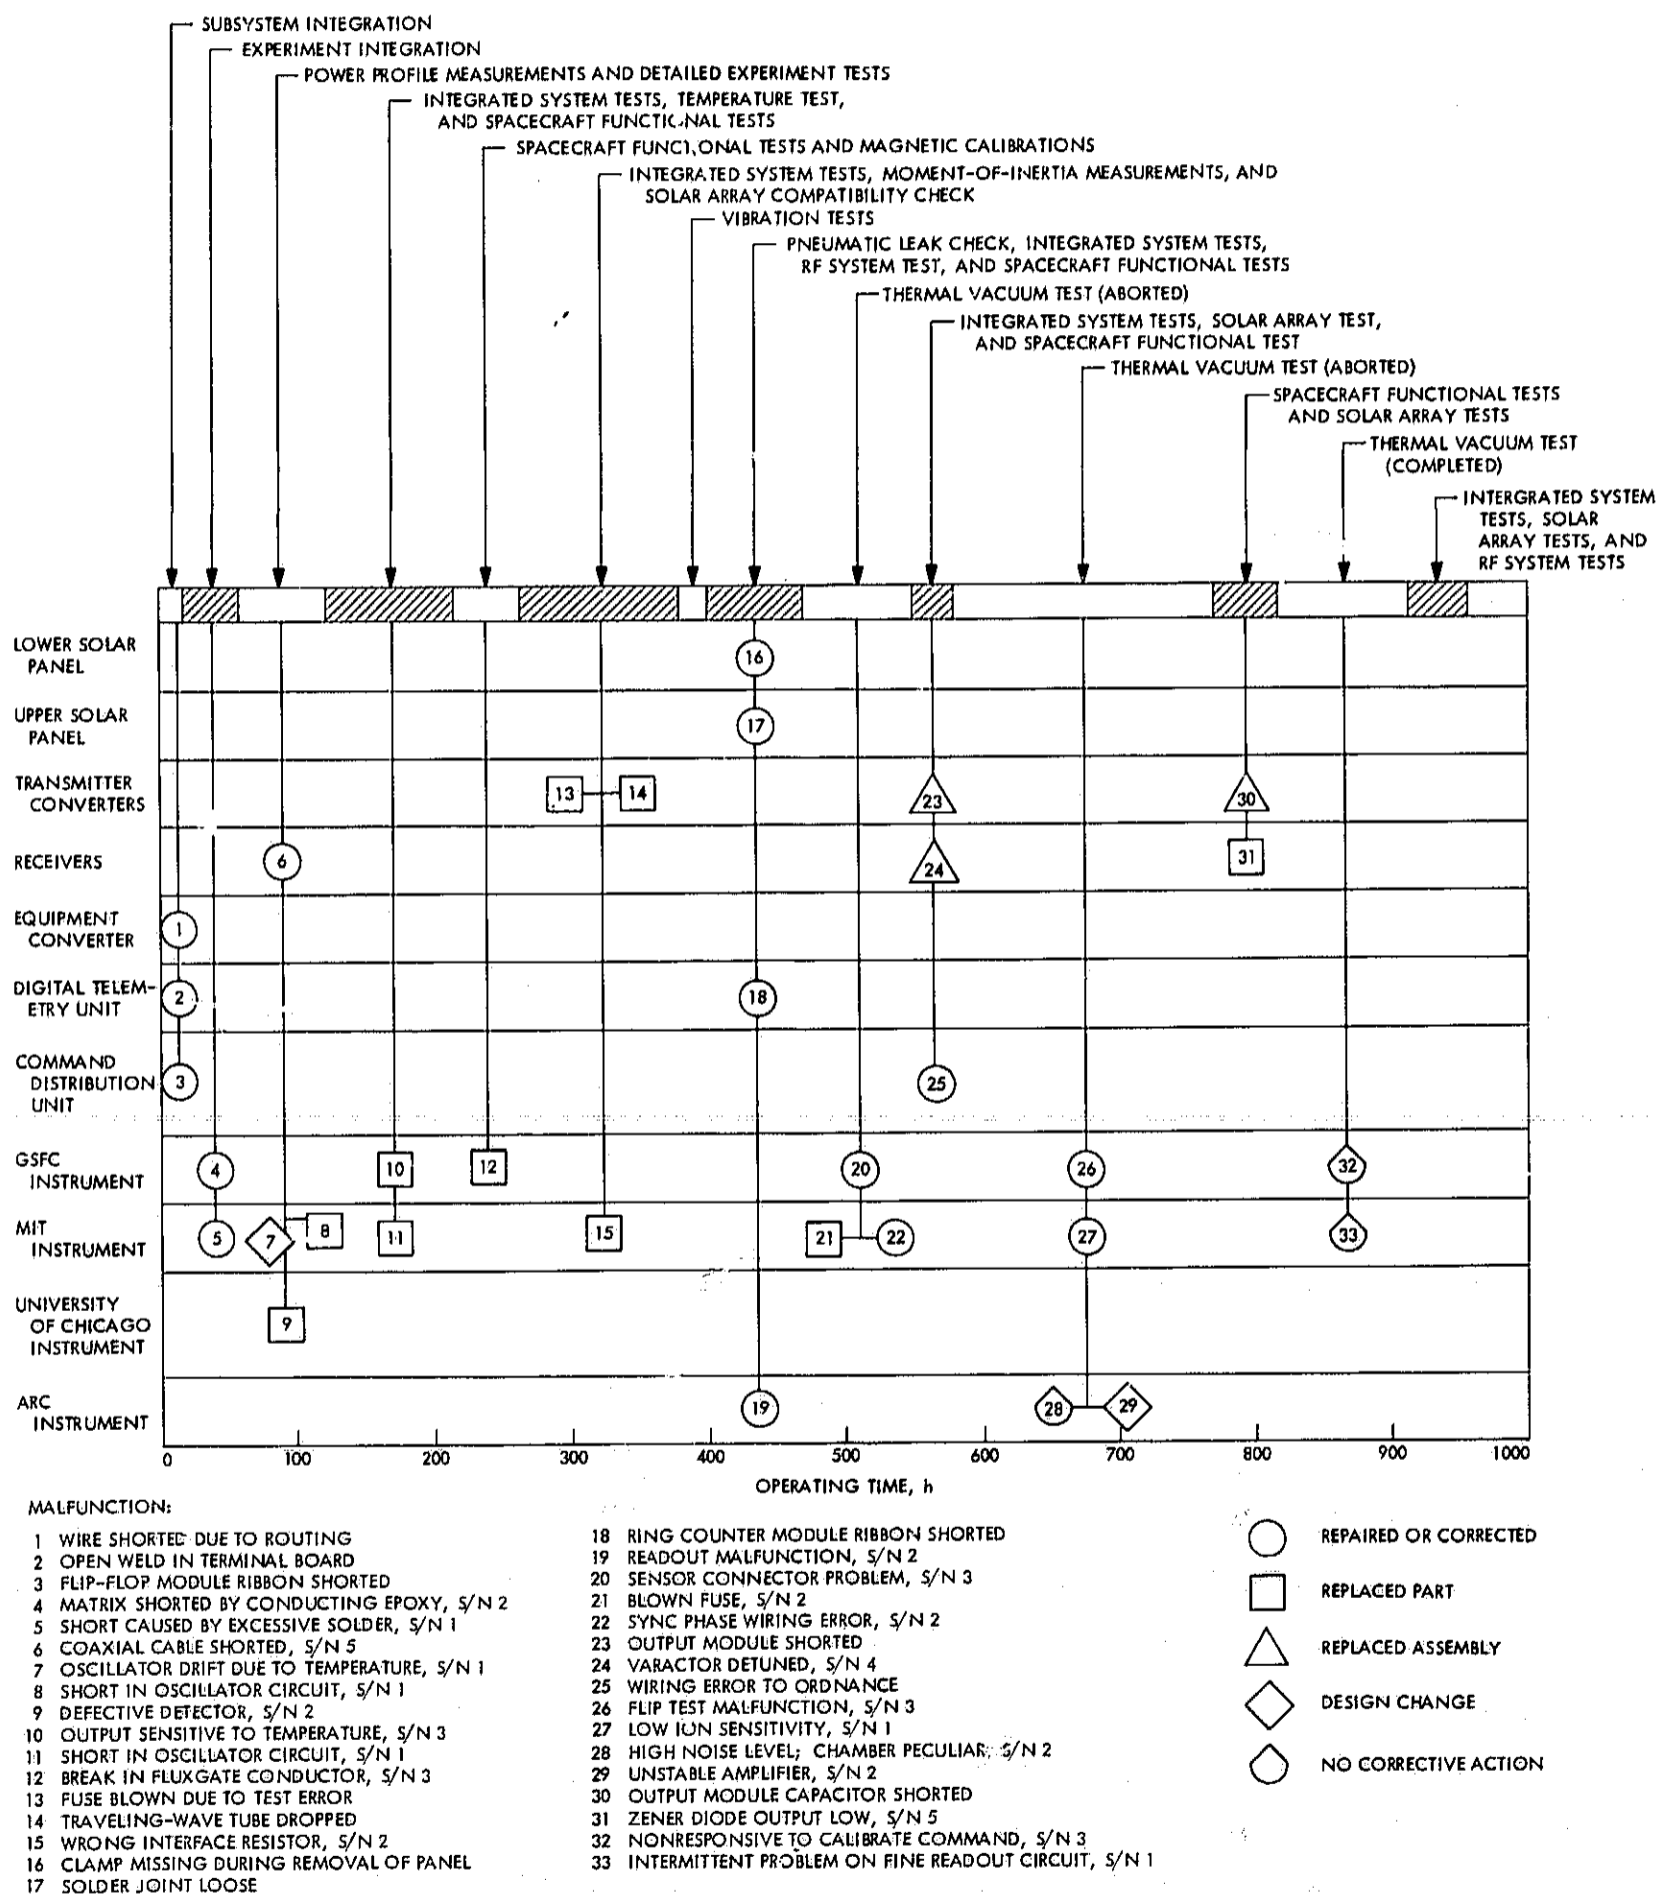 SUBSYSTEM INTEGRATION
EXPERIMENT INTEGRATION
POWER PROFILE MEASUREMENTS AND DETAILED EXPERIMENT TESTS
INTEGRATED SYSTEM TESTS, TEMPERATURE TEST,
AND SPACECRAFT FUNCTIONAL TESTS
SPACECRAFT FUNCTIONAL TESTS AND MAGNETIC CALIBRATIONS
INTEGRATED SYSTEM TESTS, MOMENT-OF-INERTIA MEASUREMENTS, AND
SOLAR ARRAY COMPATIBILITY CHECK
VIBRATION TESTS
PNEUMATIC LEAK CHECK, INTEGRATED SYSTEM TESTS,
RF SYSTEM TEST, AND SPACECRAFT FUNCTIONAL TESTS
THERMAL VACUUM TEST (ABORTED)
INTEGRATED SYSTEM TESTS, SOLAR ARRAY TEST,
AND SPACECRAFT FUNCTIONAL TEST
THERMAL VACUUM TEST (ABORTED)
SPACECRAFT FUNCTIONAL TESTS
AND SOLAR ARRAY TESTS
THERMAL VACUUM TEST
(COMPLETED)
INTERGRATED SYSTEM
TESTS, SOLAR
ARRAY TESTS, AND
RF SYSTEM TESTS
LOWER SOLAR
PANEL
16
UPPER SOLAR
PANEL
17
TRANSMITTER
CONVERTERS
13 14 23 30
RECEIVERS
6 24 31
EQUIPMENT
CONVERTER
1
DIGITAL TELEM-
ETRY UNIT
2 18
COMMAND
DISTRIBUTION
UNIT
3 25
GSFC
INSTRUMENT
4 10 12 20 26 32
MIT
INSTRUMENT
5 7 8 11 15 21 22 27 33
UNIVERSITY
OF CHICAGO
INSTRUMENT
9
ARC
INSTRUMENT
19 28 29
0 100 200 300 400 500 600 700 800 900 1000
OPERATING TIME, h
MALFUNCTION:
1 WIRE SHORTED DUE TO ROUTING
2 OPEN WELD IN TERMINAL BOARD
3 FLIP-FLOP MODULE RIBBON SHORTED
4 MATRIX SHORTED BY CONDUCTING EPOXY, S/N 2
5 SHORT CAUSED BY EXCESSIVE SOLDER, S/N 1
6 COAXIAL CABLE SHORTED, S/N 5
7 OSCILLATOR DRIFT DUE TO TEMPERATURE, S/N 1
8 SHORT IN OSCILLATOR CIRCUIT, S/N 1
9 DEFECTIVE DETECTOR, S/N 2
10 OUTPUT SENSITIVE TO TEMPERATURE, S/N 3
11 SHORT IN OSCILLATOR CIRCUIT, S/N 1
12 BREAK IN FLUXGATE CONDUCTOR, S/N 3
13 FUSE BLOWN DUE TO TEST ERROR
14 TRAVELING-WAVE TUBE DROPPED
15 WRONG INTERFACE RESISTOR, S/N 2
16 CLAMP MISSING DURING REMOVAL OF PANEL
17 SOLDER JOINT LOOSE
18 RING COUNTER MODULE RIBBON SHORTED
19 READOUT MALFUNCTION, S/N 2
20 SENSOR CONNECTOR PROBLEM, S/N 3
21 BLOWN FUSE, S/N 2
22 SYNC PHASE WIRING ERROR, S/N 2
23 OUTPUT MODULE SHORTED
24 VARACTOR DETUNED, S/N 4
25 WIRING ERROR TO ORDNANCE
26 FLIP TEST MALFUNCTION, S/N 3
27 LOW ION SENSITIVITY, S/N 1
28 HIGH NOISE LEVEL; CHAMBER PECULIAR, S/N 2
29 UNSTABLE AMPLIFIER, S/N 2
30 OUTPUT MODULE CAPACITOR SHORTED
31 ZENER DIODE OUTPUT LOW, S/N 5
32 NONRESPONSIVE TO CALIBRATE COMMAND, S/N 3
33 INTERMITTENT PROBLEM ON FINE READOUT CIRCUIT, S/N 1
REPAIRED OR CORRECTED
REPLACED PART
REPLACED ASSEMBLY
DESIGN CHANGE
NO CORRECTIVE ACTION